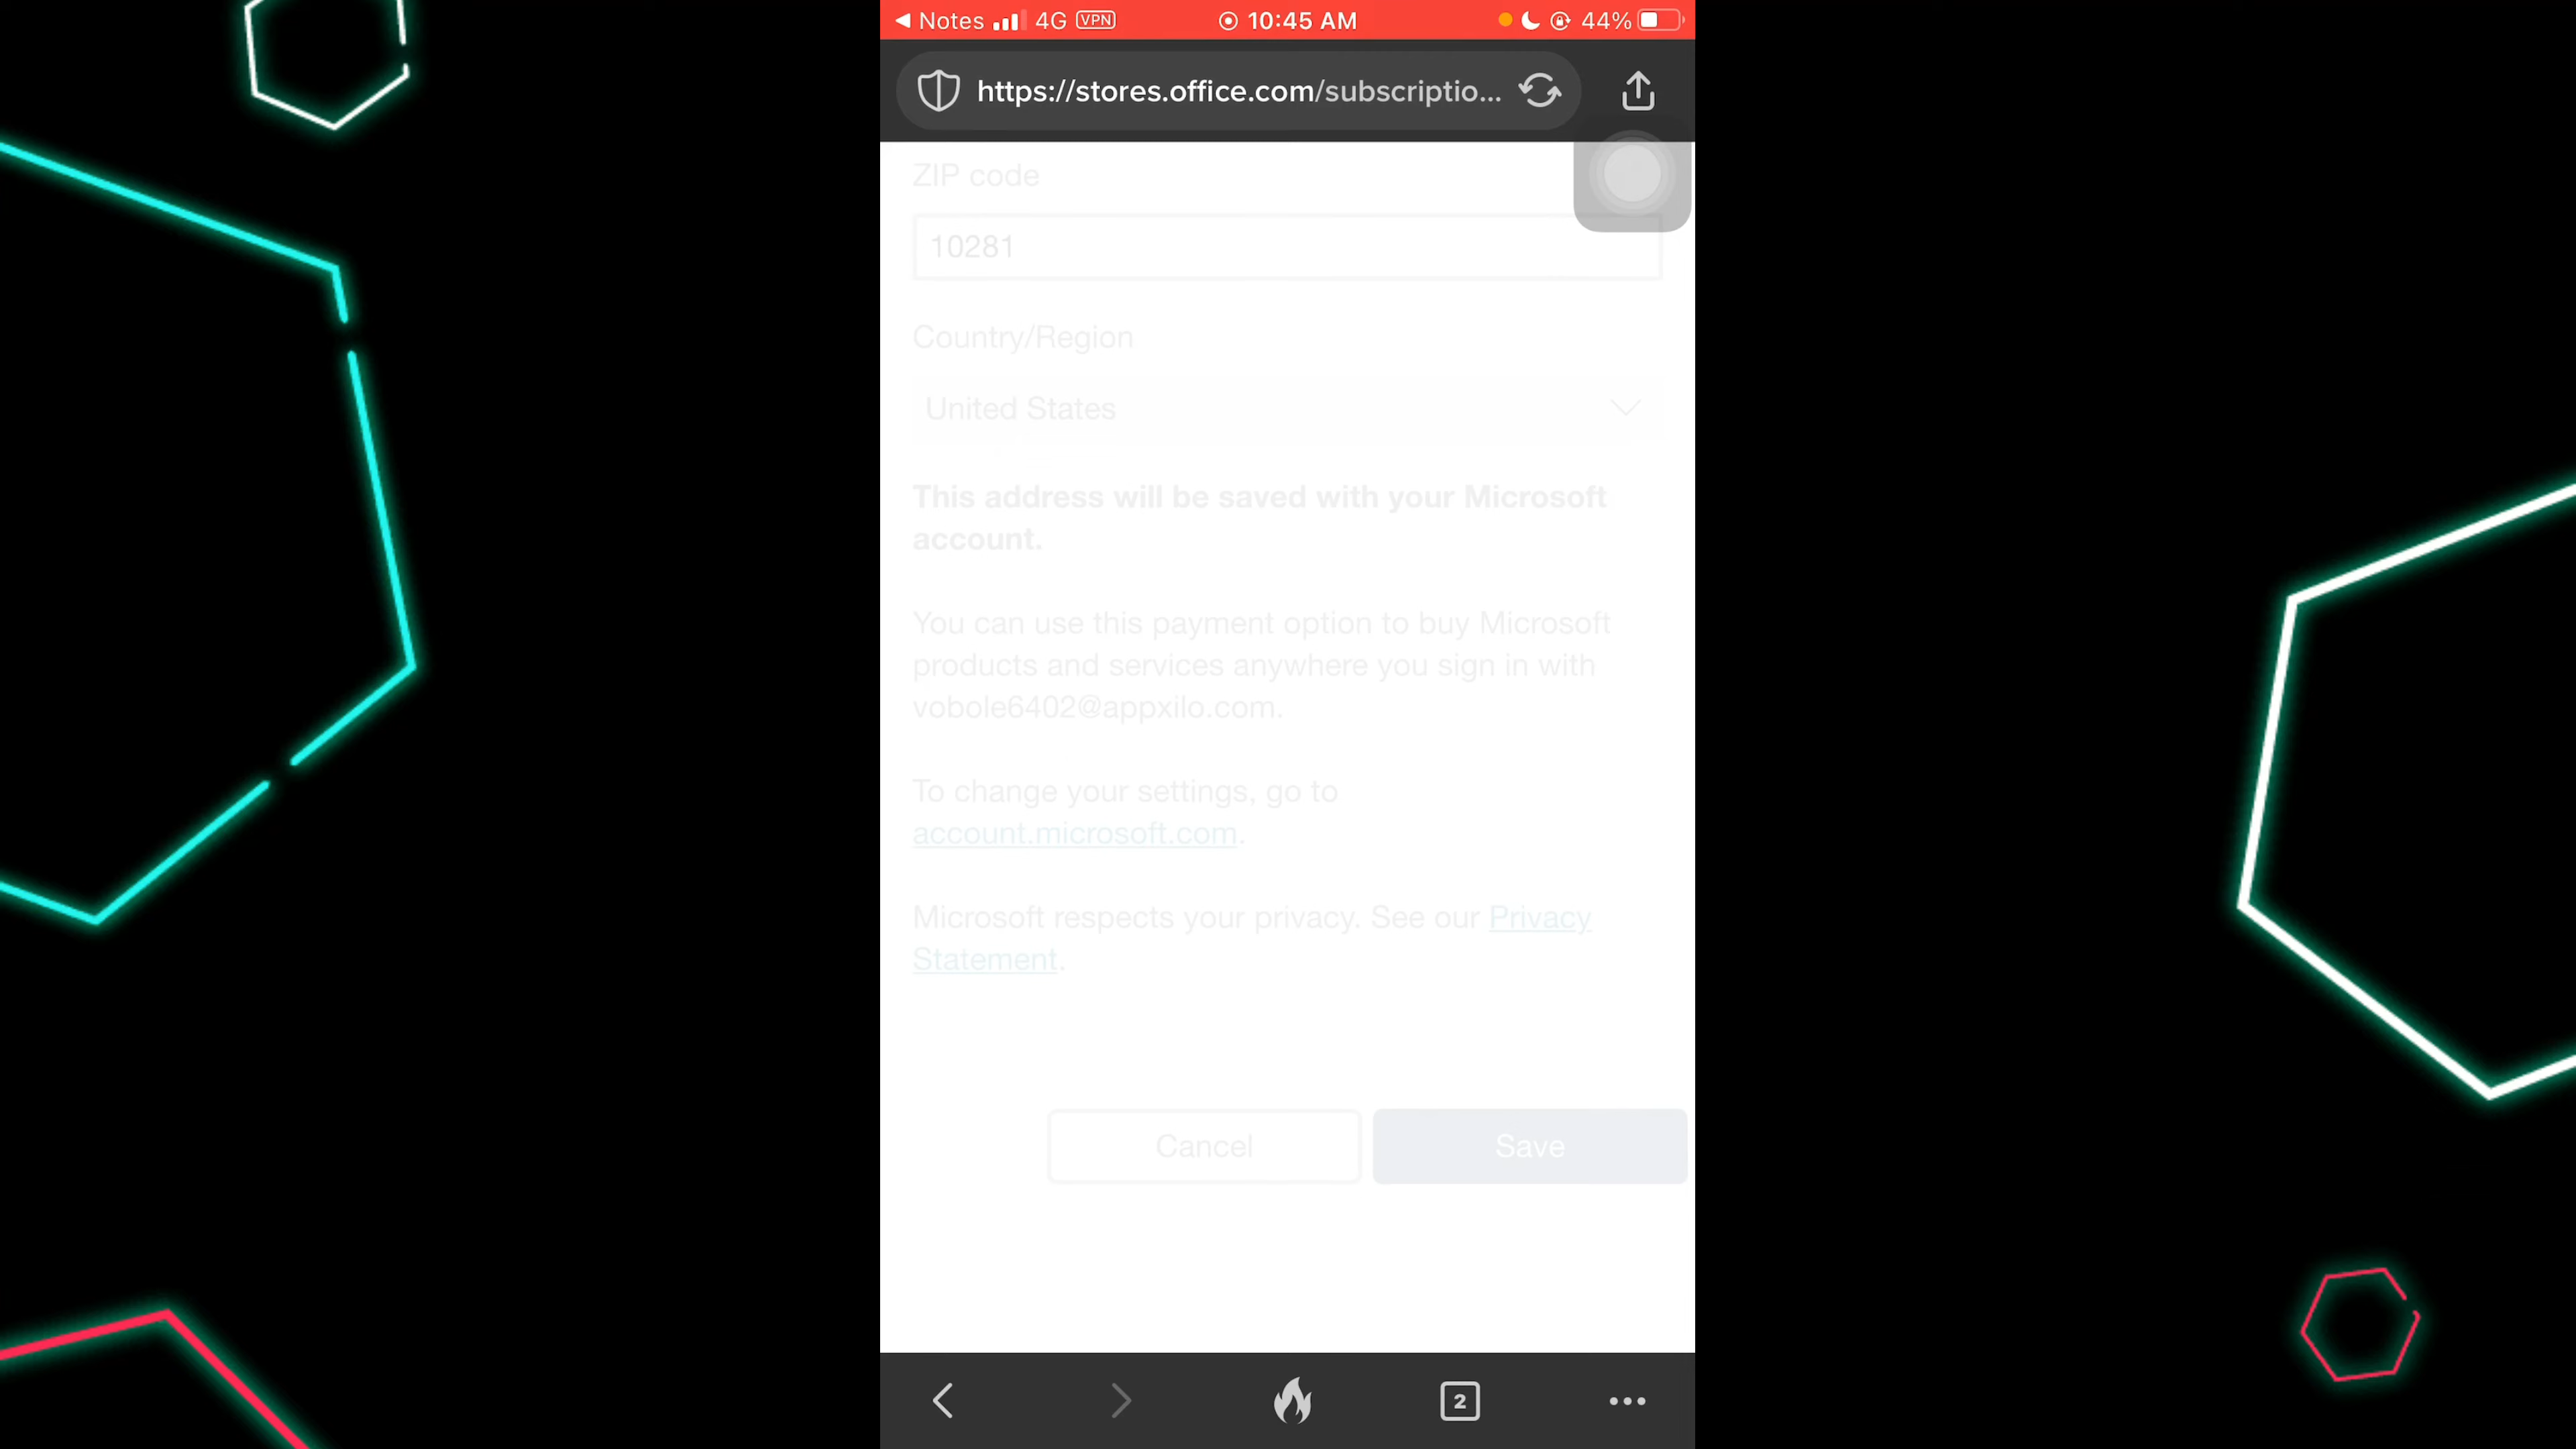 Notes 4G VPN 10:45 AM 44%
https://stores.office.com/subscriptio...
ZIP code
10281
Country/Region
United States
This address will be saved with your Microsoft
account.
You can use this payment option to buy Microsoft
products and services anywhere you sign in with
vobole6402@appxilo.com.
To change your settings, go to
account.microsoft.com.
Microsoft respects your privacy. See our Privacy
Statement.
Cancel Save
2